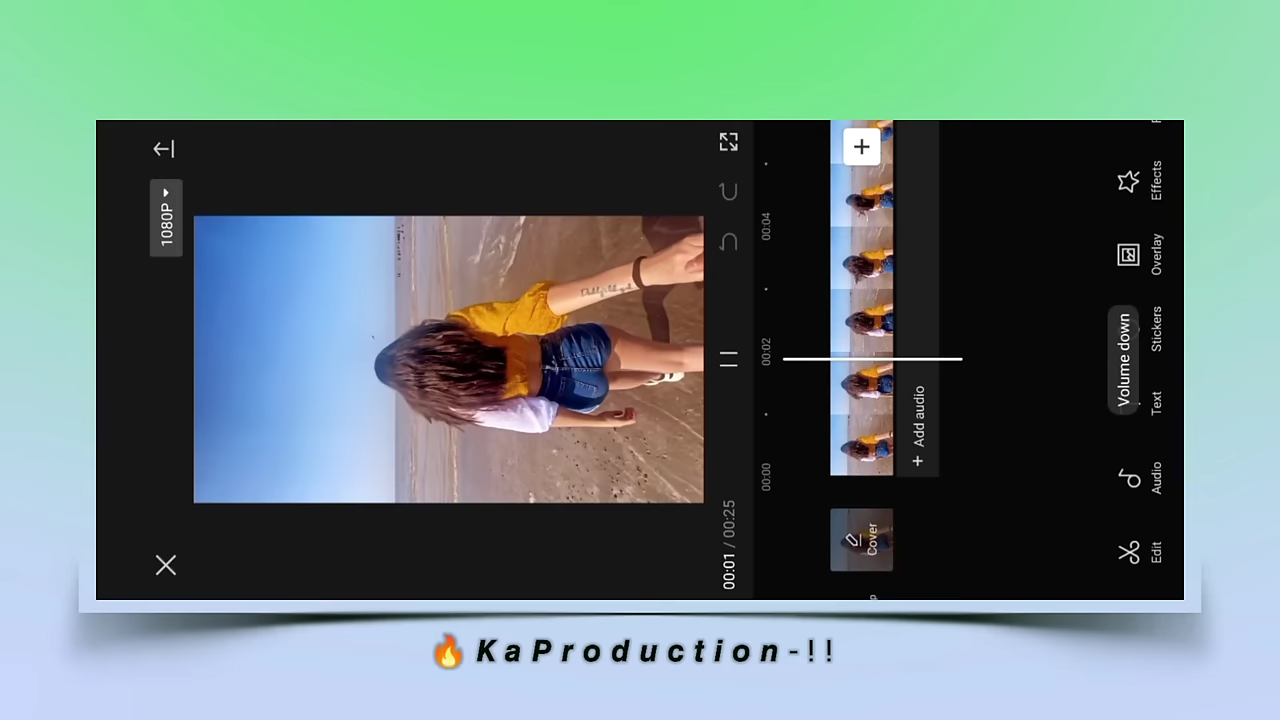 1080P
00:01 / 00:25
00:00
00:02
00:04
Cover
+ Add audio
Volume down
Edit
Audio
Text
Stickers
Overlay
Effects
🔥KaProduction-!!